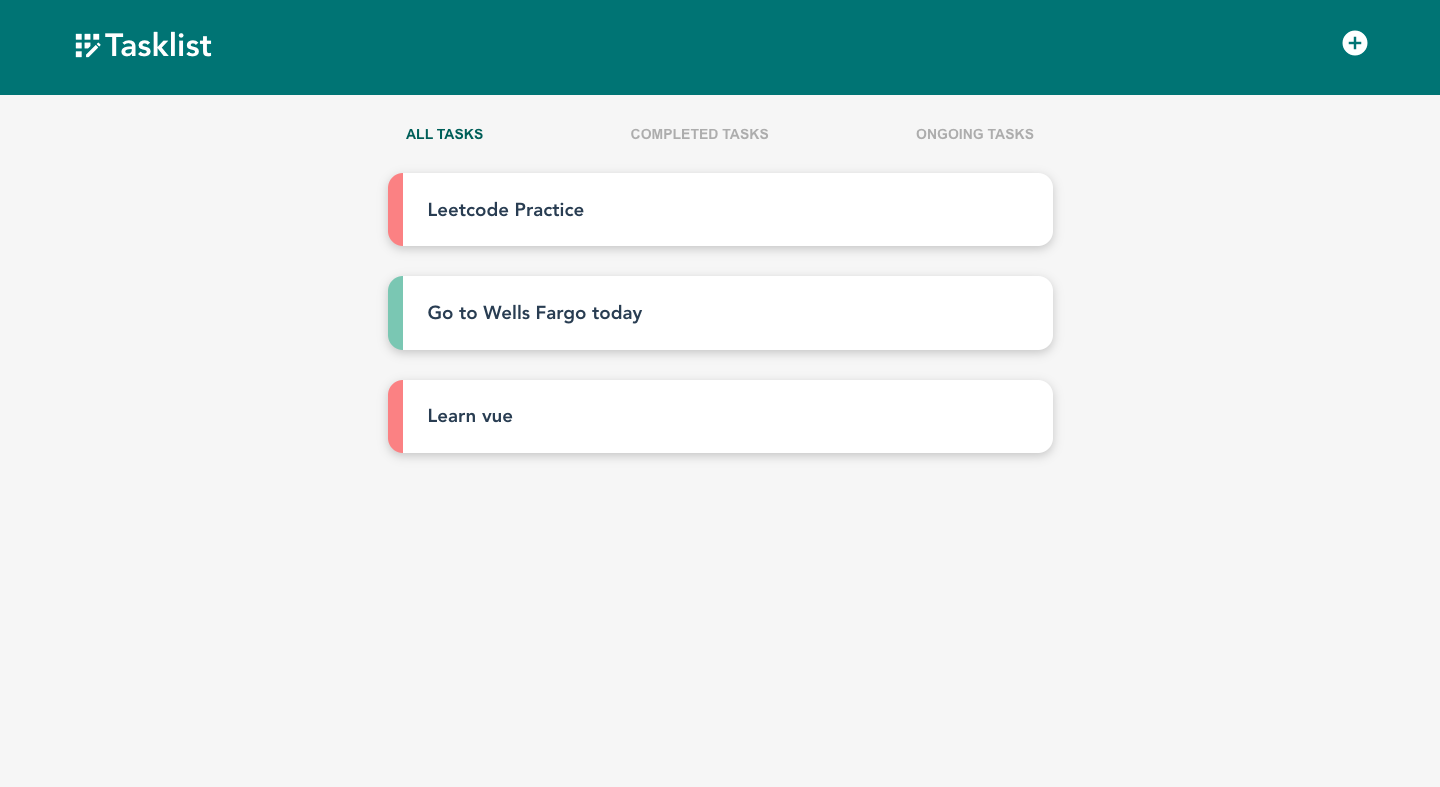 Tasklist
ALL TASKS COMPLETED TASKS ONGOING TASKS
Leetcode Practice
Go to Wells Fargo today
Learn vue